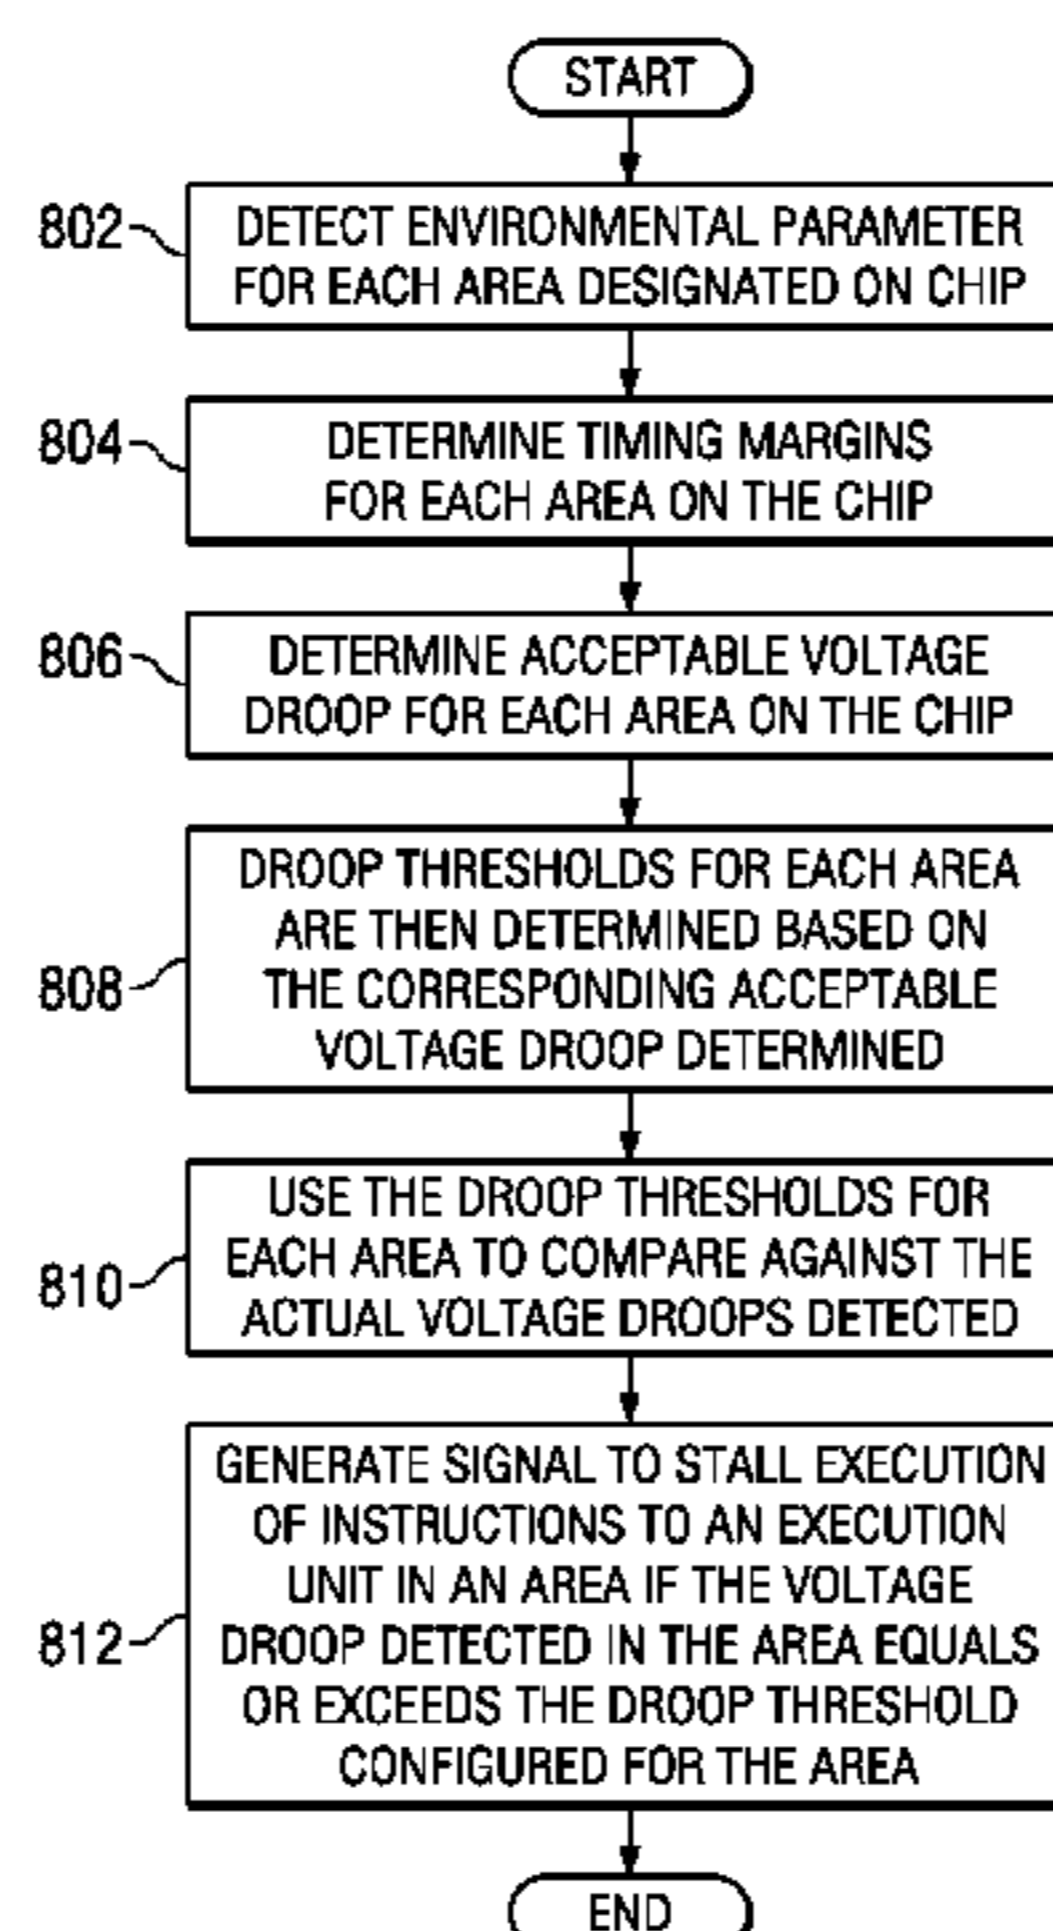 START
802
DETECT ENVIRONMENTAL PARAMETER
FOR EACH AREA DESIGNATED ON CHIP
804
DETERMINE TIMING MARGINS
FOR EACH AREA ON THE CHIP
806
DETERMINE ACCEPTABLE VOLTAGE
DROOP FOR EACH AREA ON THE CHIP
808
DROOP THRESHOLDS FOR EACH AREA
ARE THEN DETERMINED BASED ON
THE CORRESPONDING ACCEPTABLE
VOLTAGE DROOP DETERMINED
810
USE THE DROOP THRESHOLDS FOR
EACH AREA TO COMPARE AGAINST THE
ACTUAL VOLTAGE DROOPS DETECTED
812
GENERATE SIGNAL TO STALL EXECUTION
OF INSTRUCTIONS TO AN EXECUTION
UNIT IN AN AREA IF THE VOLTAGE
DROOP DETECTED IN THE AREA EQUALS
OR EXCEEDS THE DROOP THRESHOLD
CONFIGURED FOR THE AREA
END